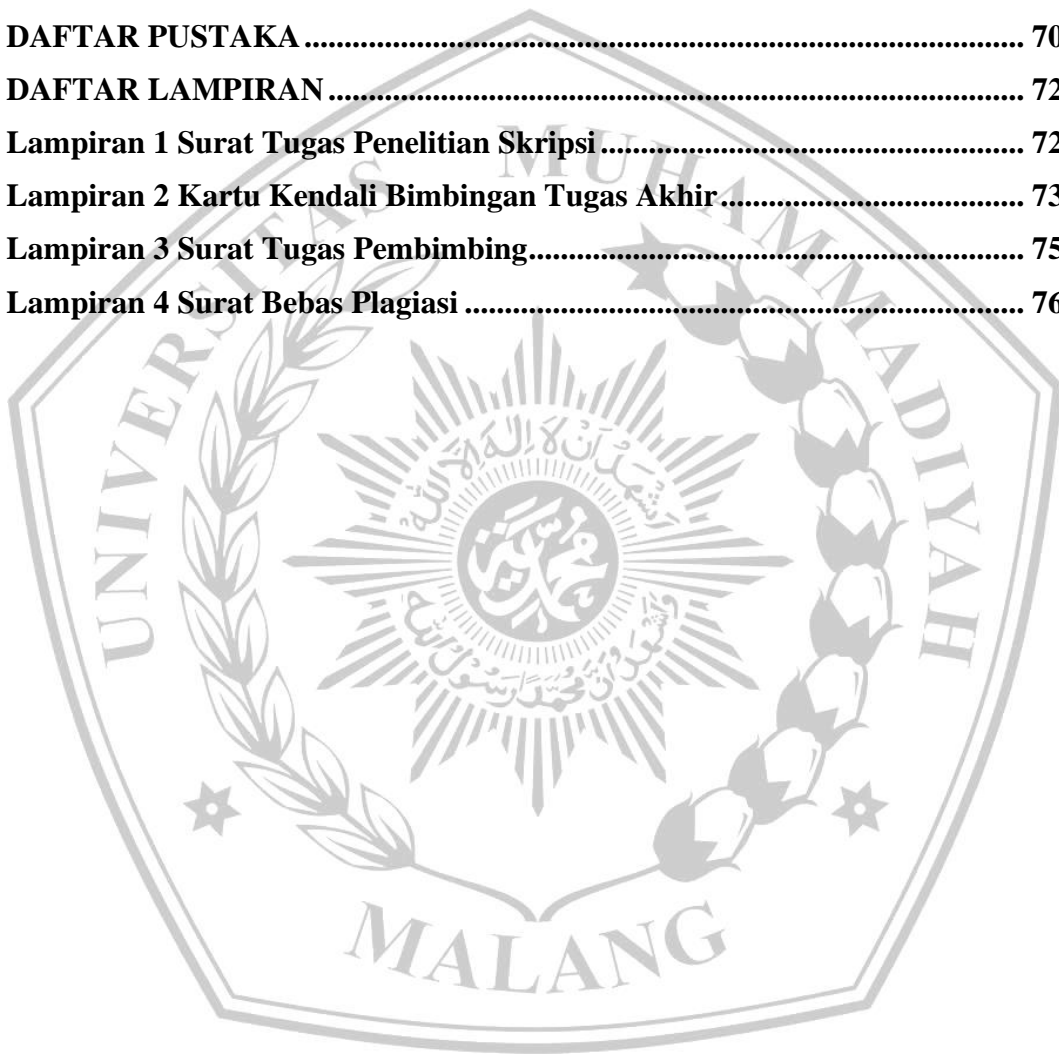 DAFTAR PUSTAKA ........................................................................................... 70
DAFTAR LAMPIRAN ........................................................................................ 72
Lampiran 1 Surat Tugas Penelitian Skripsi ..................................................... 72
Lampiran 2 Kartu Kendali Bimbingan Tugas Akhir ....................................... 73
Lampiran 3 Surat Tugas Pembimbing ............................................................... 75
Lampiran 4 Surat Bebas Plagiasi ....................................................................... 76
UNIVERSITAS MUHAMMADIYAH
MALANG